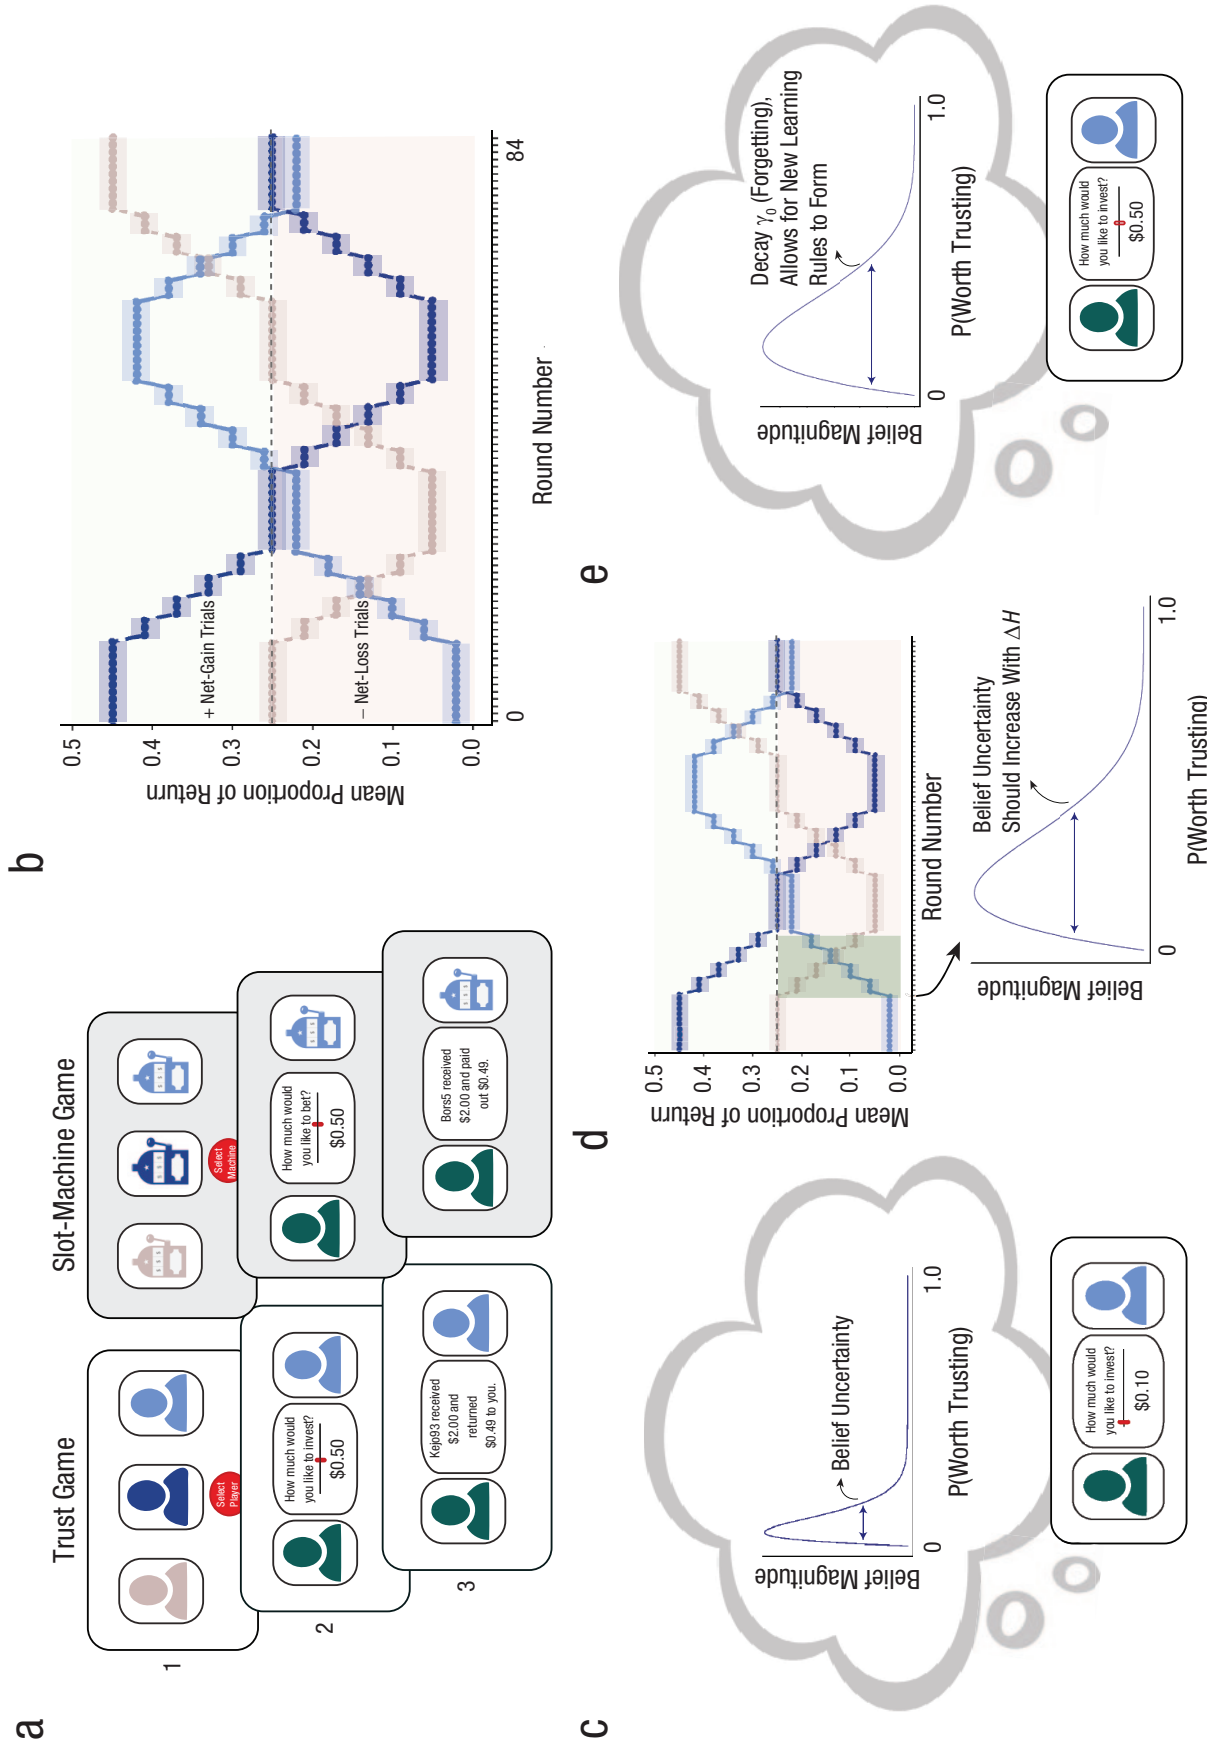 a
Trust Game
Slot-Machine Game
1
Select
Player
Select
Machine
2
How much would
you like to invest?
$0.50
How much would
you like to bet?
$0.50
3
Kejo93 received
$2.00 and
returned
$0.49 to you.
Bors5 received
$2.00 and paid
out $0.49.
b
Mean Proportion of Return
0.5
0.4
0.3
0.2
0.1
0.0
+ Net-Gain Trials
– Net-Loss Trials
0
84
Round Number
c
Belief Magnitude
Belief Uncertainty
0
1.0
P(Worth Trusting)
How much would
you like to invest?
$0.10
d
Mean Proportion of Return
0.5
0.4
0.3
0.2
0.1
0.0
Round Number
Belief Magnitude
Belief Uncertainty
Should Increase With ΔH
0
1.0
P(Worth Trusting)
e
Belief Magnitude
Decay γ0 (Forgetting),
Allows for New Learning
Rules to Form
0
1.0
P(Worth Trusting)
How much would
you like to invest?
$0.50